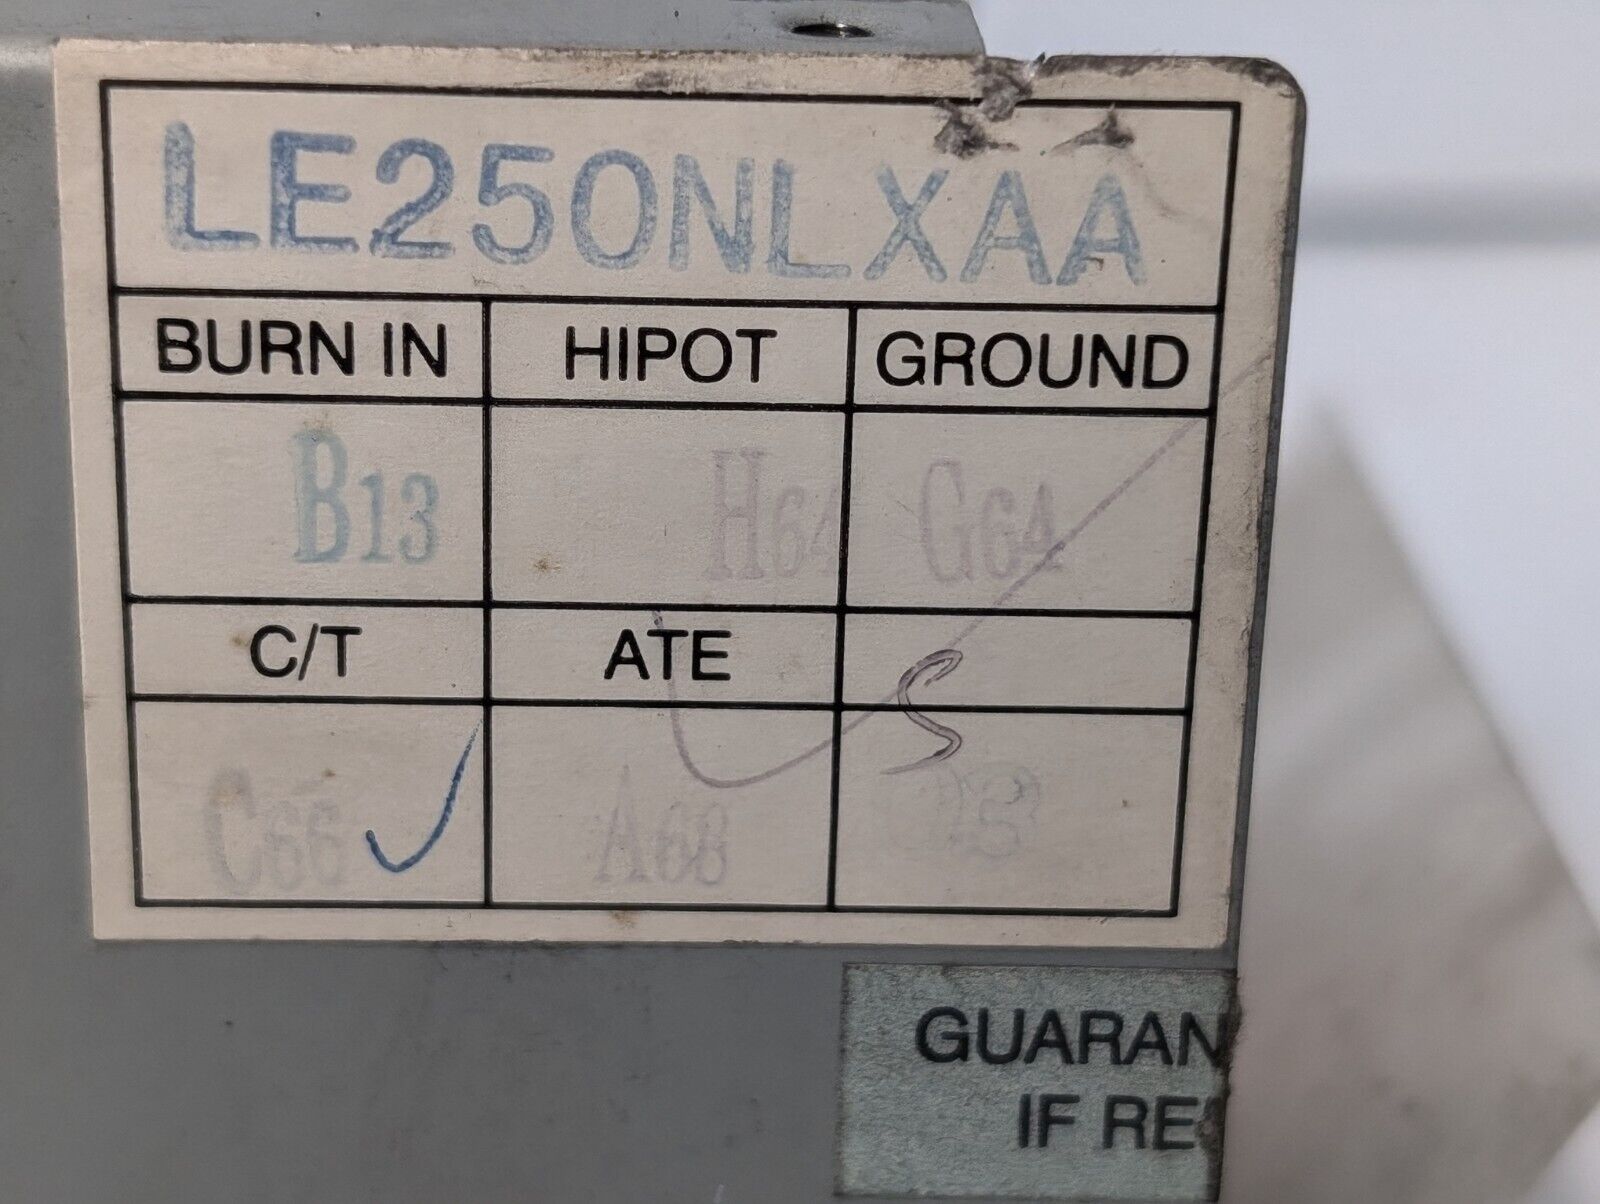 LE250NLXAA
BURN IN HIPOT GROUND
B13 H64 G64
C/T ATE
S
C66 A68
GUARAN
IF RE